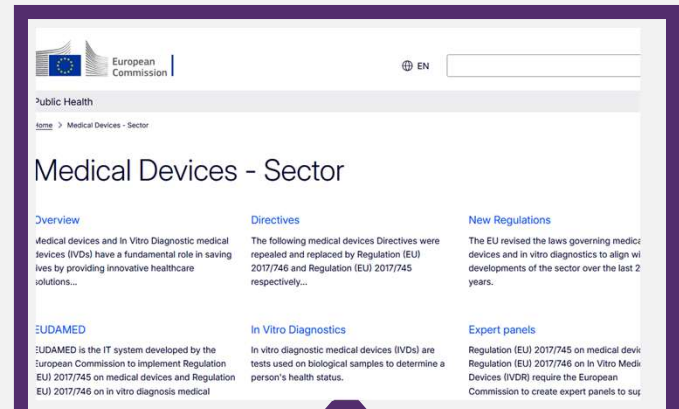 European
Commission
EN
Public Health
Home > Medical Devices - Sector
Medical Devices - Sector
Overview
Medical devices and In Vitro Diagnostic medical
devices (IVDs) have a fundamental role in saving
lives by providing innovative healthcare
solutions...
Directives
The following medical devices Directives were
repealed and replaced by Regulation (EU)
2017/746 and Regulation (EU) 2017/745
respectively...
New Regulations
The EU revised the laws governing medica
devices and in vitro diagnostics to align wi
developments of the sector over the last 2
years.
EUDAMED
EUDAMED is the IT system developed by the
European Commission to implement Regulation
(EU) 2017/745 on medical devices and Regulation
(EU) 2017/746 on in vitro diagnosis medical
In Vitro Diagnostics
In vitro diagnostic medical devices (IVDs) are
tests used on biological samples to determine a
person's health status.
Expert panels
Regulation (EU) 2017/745 on medical devic
Regulation (EU) 2017/746 on In Vitro Medic
Devices (IVDR) require the European
Commission to create expert panels to sup